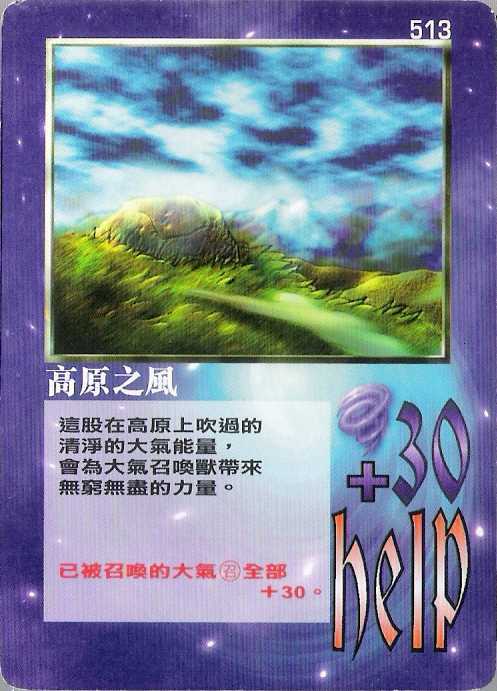 513
高原之風
這股在高原上吹過的
清淨的大氣能量，
會為大氣召喚獸帶來
無窮無盡的力量。
+30
help
已被召喚的大氣㊁全部
＋30。